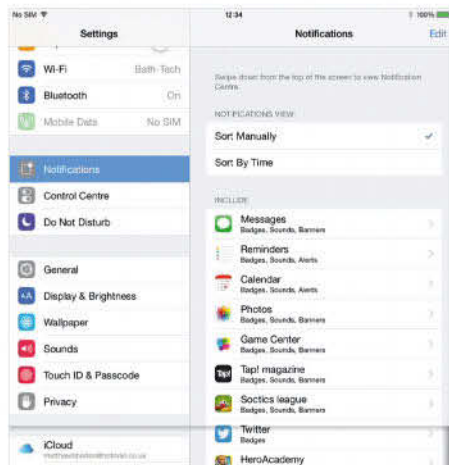 No SIM
12:34
100%
Settings
Notifications
Edit
Wi-Fi
Bath-Tech
Bluetooth
On
Mobile Data
No SIM
Notifications
Control Centre
Do Not Disturb
General
Display & Brightness
Wallpaper
Sounds
Touch ID & Passcode
Privacy
iCloud
Swipe down from the top of the screen to view Notification
Centre.
NOTIFICATIONS VIEW:
Sort Manually
Sort By Time
INCLUDE:
Messages
Badges, Sounds, Banners
Reminders
Badges, Sounds, Alerts
Calendar
Badges, Sounds, Alerts
Photos
Badges, Sounds, Banners
Game Center
Badges, Sounds, Banners
Tap!
Tap! magazine
Badges, Sounds, Banners
Soctics league
Badges, Sounds, Banners
Twitter
Badges
HeroAcademy